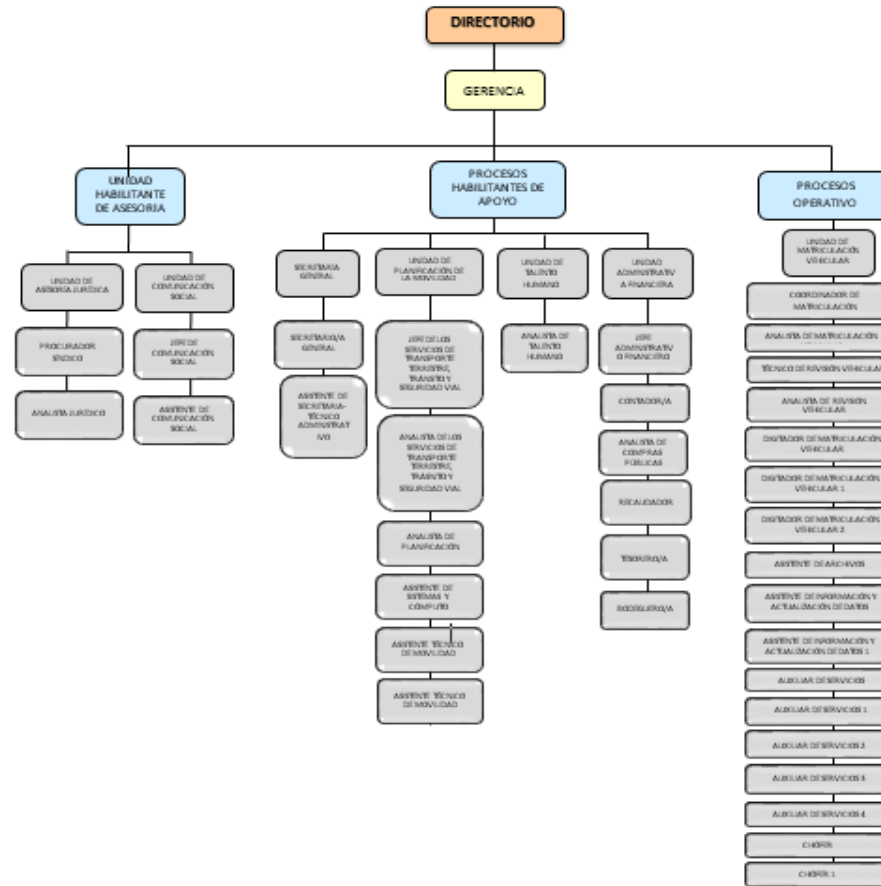 DIRECTORIO
GERENCIA
UNIDAD
HABILITANTE
DE ASESORIA
PROCESOS
HABILITANTES DE
APOYO
PROCESOS
OPERATIVO
UNIDAD DE
ASESORÍA JURÍDICA
PROCURADOR
SÍNDICO
ANALISTA JURÍDICO
UNIDAD DE
COMUNICACIÓN
SOCIAL
JEFE DE
COMUNICACIÓN
SOCIAL
ASISTENTE DE
COMUNICACIÓN
SOCIAL
SECRETARÍA
GENERAL
SECRETARIO/A
GENERAL
ASISTENTE DE
SECRETARIA-
TÉCNICO
ADMINISTRAT
IVO
UNIDAD DE
PLANIFICACIÓN DE
LA MOVILIDAD
JEFE DE LOS
SERVICIOS DE
TRANSPORTE
TERRESTRE,
TRÁNSITO Y
SEGURIDAD VIAL
ANALISTA DE LOS
SERVICIOS DE
TRANSPORTE
TERRESTRE,
TRÁNSITO Y
SEGURIDAD VIAL
ANALISTA DE
PLANIFICACIÓN
ASISTENTE DE
SISTEMAS Y
CÓMPUTO
ASISTENTE TÉCNICO
DE MOVILIDAD
ASISTENTE TÉCNICO
DE MOVILIDAD
UNIDAD DE
TALENTO
HUMANO
ANALISTA DE
TALENTO
HUMANO
UNIDAD
ADMINISTRATIV
A FINANCIERA
JEFE
ADMINISTRATIV
O FINANCIERO
CONTADOR/A
ANALISTA DE
COMPRAS
PÚBLICAS
RECAUDADOR
TESORERO/A
BODEGUERO/A
UNIDAD DE
MATRICULACIÓN
VEHICULAR
COORDINADOR DE
MATRICULACIÓN
ANALISTA DE MATRICULACIÓN
TÉCNICO DE REVISIÓN VEHICULAR
ANALISTA DE REVISIÓN
VEHICULAR
DIGITADOR DE MATRICULACIÓN
VEHICULAR
DIGITADOR DE MATRICULACIÓN
VEHICULAR 1
DIGITADOR DE MATRICULACIÓN
VEHICULAR 2
ASISTENTE DE ARCHIVOS
ASISTENTE DE INFORMACIÓN Y
ACTUALIZACIÓN DE DATOS
ASISTENTE DE INFORMACIÓN Y
ACTUALIZACIÓN DE DATOS 1
AUXILIAR DE SERVICIOS
AUXILIAR DE SERVICIOS 1
AUXILIAR DE SERVICIOS 2
AUXILIAR DE SERVICIOS 3
AUXILIAR DE SERVICIOS 4
CHOFER
CHOFER 1